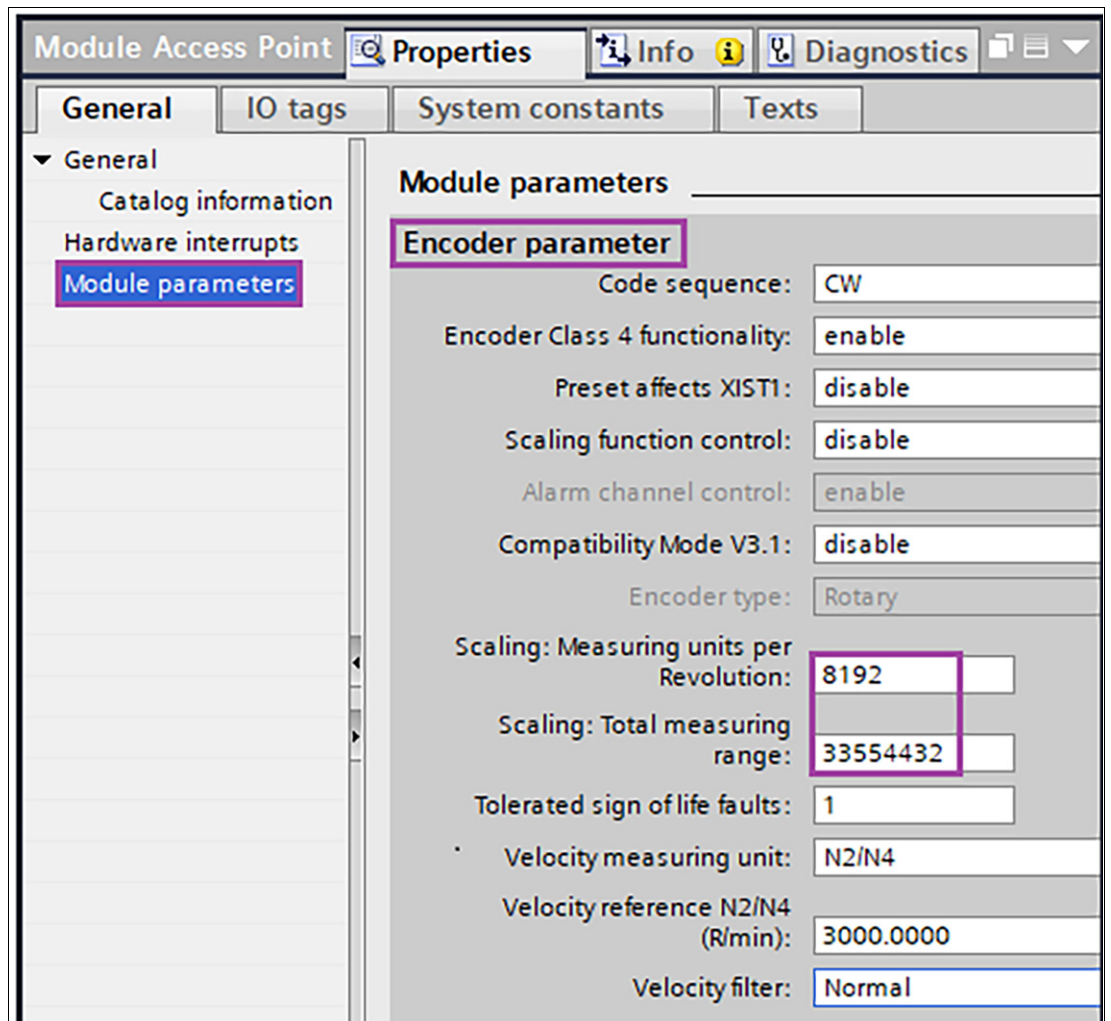 Module Access Point Properties Info Diagnostics
General IO tags System constants Texts
General
Catalog information
Hardware interrupts
Module parameters
Module parameters
Encoder parameter
Code sequence: CW
Encoder Class 4 functionality: enable
Preset affects XIST1: disable
Scaling function control: disable
Alarm channel control: enable
Compatibility Mode V3.1: disable
Encoder type: Rotary
Scaling: Measuring units per
Revolution: 8192
Scaling: Total measuring
range: 33554432
Tolerated sign of life faults: 1
Velocity measuring unit: N2/N4
Velocity reference N2/N4
(R/min): 3000.0000
Velocity filter: Normal